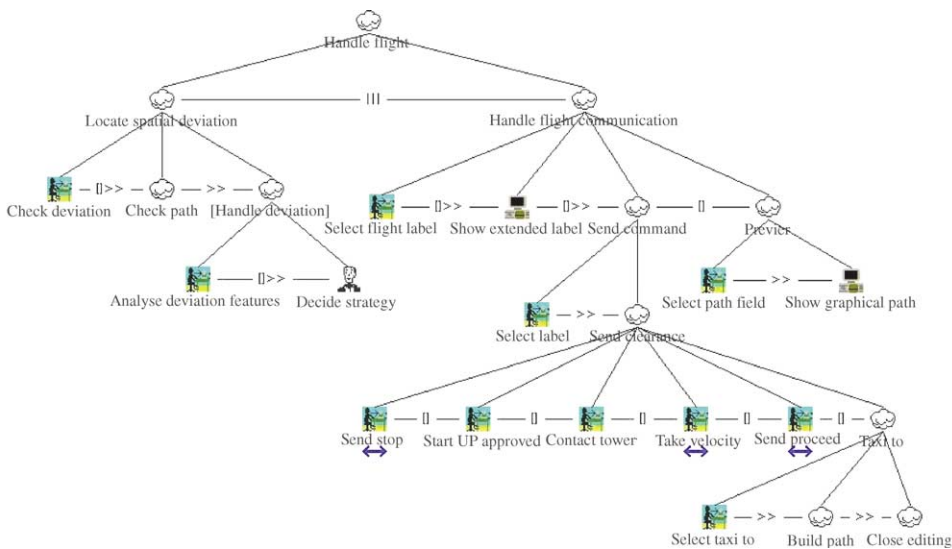 Handle flight
|||
Locate spatial deviation Handle flight communication
[]>> >> []>> []>> []
Check deviation Check path [Handle deviation] Select flight label Show extended label Send command Previer
[]>> >>
Analyse deviation features Decide strategy Select path field Show graphical path
>>
Select label Send clearance
[] [] [] [] []
Send stop Start UP approved Contact tower Take velocity Send proceed Taxi to
>> >>
Select taxi to Build path Close editing